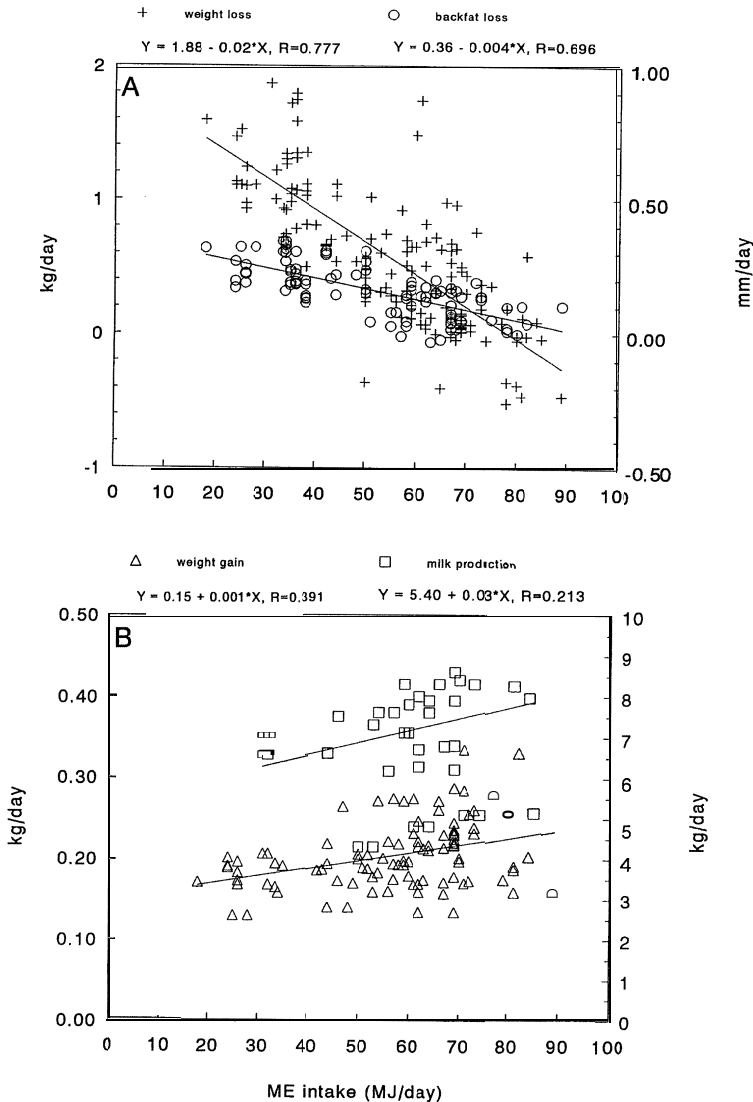 + weight loss ○ backfat loss
Y = 1.88 - 0.02*X, R=0.777 Y = 0.36 - 0.004*X, R=0.696
A
2
1
0
-1
kg/day
1.00
0.50
0.00
-0.50
mm/day
0 10 20 30 40 50 60 70 80 90 10)
△ weight gain □ milk production
Y = 0.15 + 0.001*X, R=0.391 Y = 5.40 + 0.03*X, R=0.213
B
0.50
0.40
0.30
0.20
0.10
0.00
kg/day
10
9
8
7
6
5
4
3
2
1
0
kg/day
0 10 20 30 40 50 60 70 80 90 100
ME intake (MJ/day)